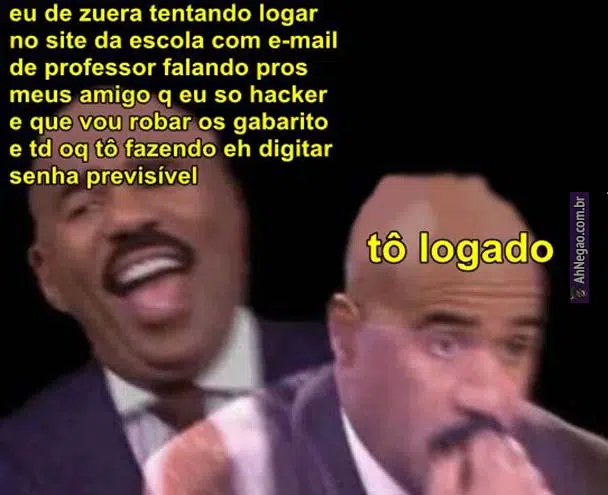 eu de zuera tentando logar
no site da escola com e-mail
de professor falando pros
meus amigo q eu so hacker
e que vou robar os gabarito
e td oq tô fazendo eh digitar
senha previsível
tô logado
AhNegao.com.br